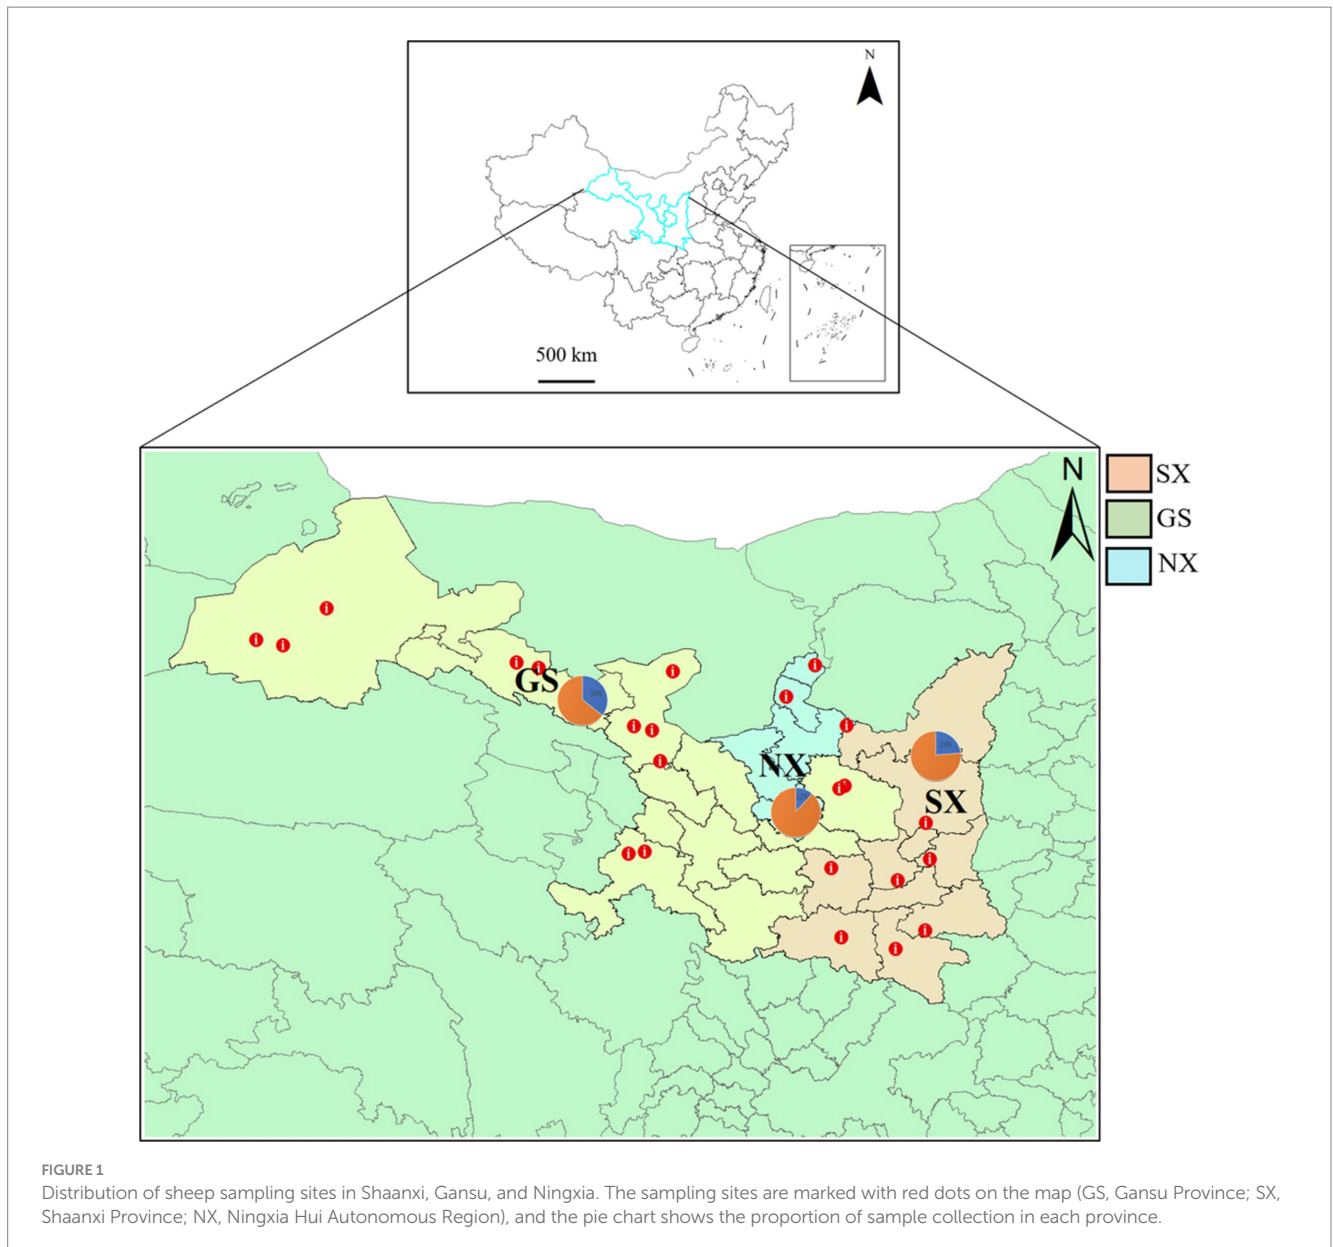 N
500 km
N
SX
GS
NX
GS
NX
SX
FIGURE 1
Distribution of sheep sampling sites in Shaanxi, Gansu, and Ningxia. The sampling sites are marked with red dots on the map (GS, Gansu Province; SX,
Shaanxi Province; NX, Ningxia Hui Autonomous Region), and the pie chart shows the proportion of sample collection in each province.